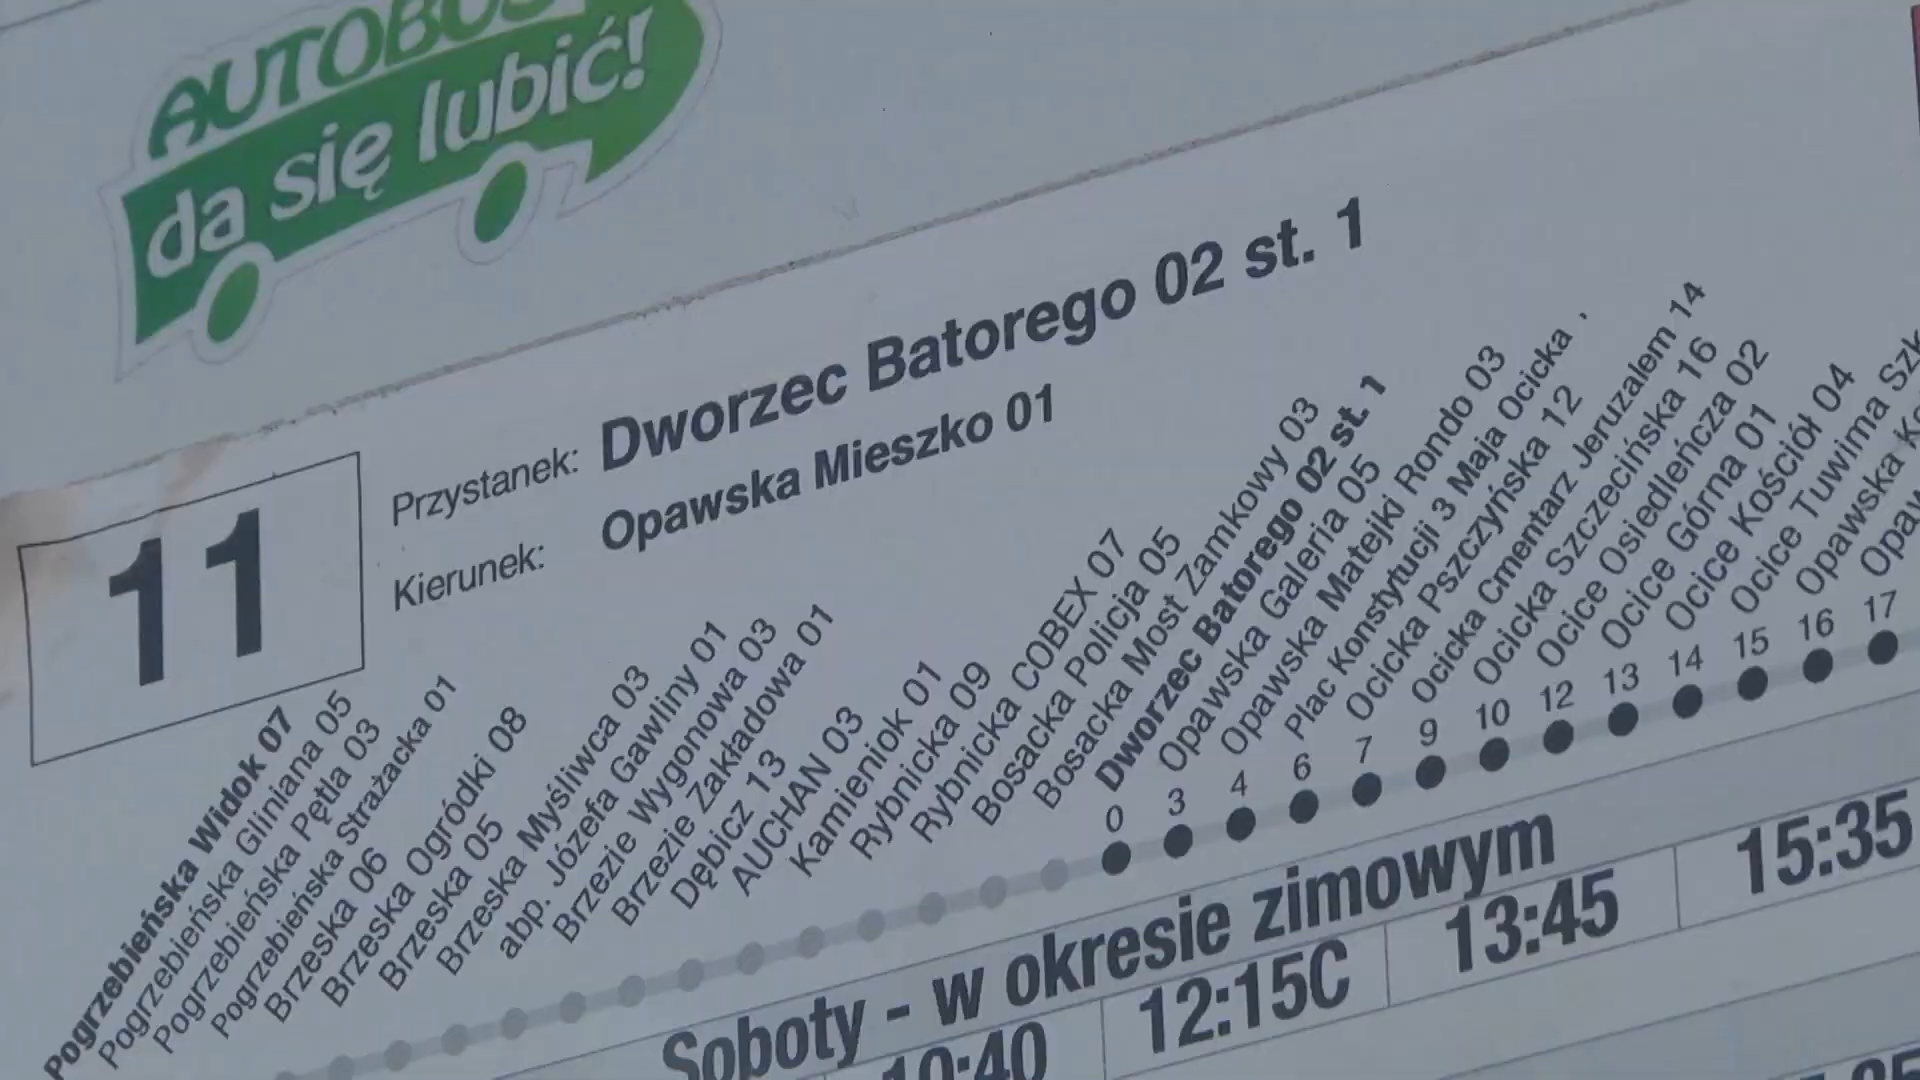 AUTOBUS
da się lubić!
11
Przystanek: Dworzec Batorego 02 st. 1
Kierunek: Opawska Mieszko 01
Pogrzebieńska Widok 07
Pogrzebieńska Gliniana 05
Pogrzebieńska Pętla 03
Pogrzebieńska Strażacka 01
Brzeska 06
Brzeska Ogródki 08
Brzeska 05
Brzeska Myśliwca 03
abp. Józefa Gawliny 01
Brzezie Wygonowa 03
Brzezie Zakładowa 01
Dębicz 13
AUCHAN 03
Kamieniok 01
Rybnicka 09
Rybnicka COBEX 07
Bosacka Policja 05
Bosacka Most Zamkowy 03
Dworzec Batorego 02 st. 1
Opawska Galeria 05
Opawska Matejki Rondo 03
Plac Konstytucji 3 Maja Ocicka
Ocicka Pszczyńska 12
Ocicka Cmentarz Jeruzalem 14
Ocicka Szczecińska 16
Ocice Osiedleńcza 02
Ocice Górna 01
Ocice Kościół 04
Ocice Tuwima
Opawska
0 3 4 6 7 9 10 12 13 14 15 16 17
Soboty - w okresie zimowym
10:40 12:15C 13:45 15:35